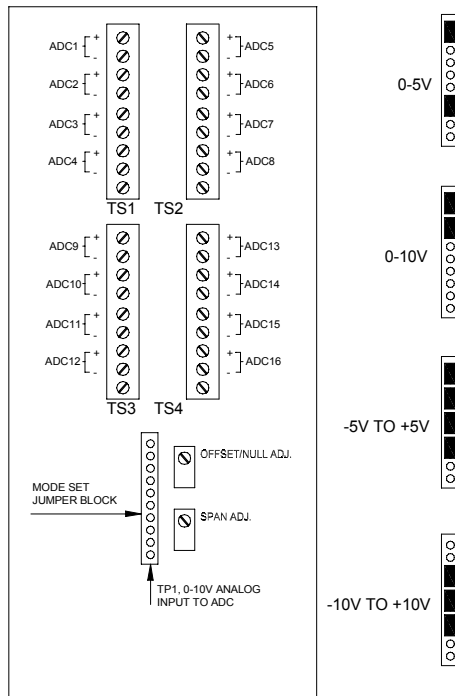 ADC1 + -
ADC2 + -
ADC3 + -
ADC4 + -
+ - ADC5
+ - ADC6
+ - ADC7
+ - ADC8
TS1 TS2
ADC9 + -
ADC10 + -
ADC11 + -
ADC12 + -
+ - ADC13
+ - ADC14
+ - ADC15
+ - ADC16
TS3 TS4
OFFSET/NULL ADJ.
MODE SET
JUMPER BLOCK
SPAN ADJ.
TP1, 0-10V ANALOG
INPUT TO ADC
0-5V
0-10V
-5V TO +5V
-10V TO +10V